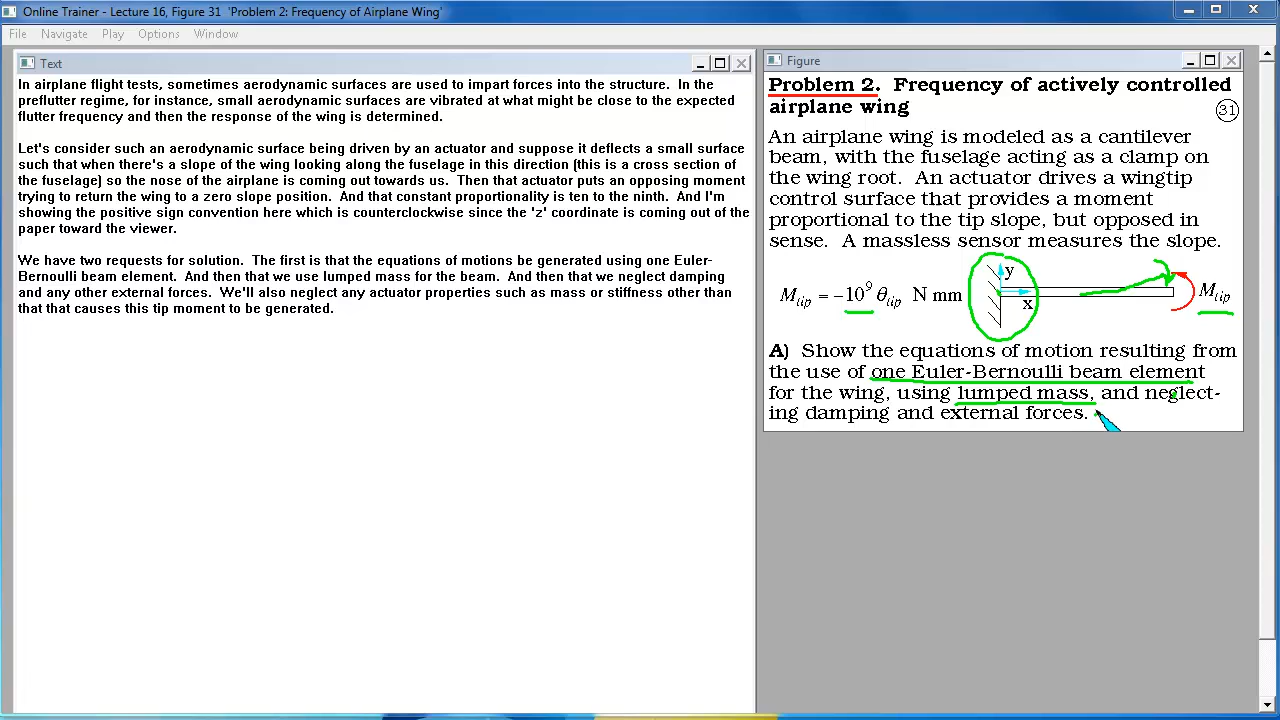 Online Trainer - Lecture 16, Figure 31 'Problem 2: Frequency of Airplane Wing'
File Navigate Play Options Window
Text
In airplane flight tests, sometimes aerodynamic surfaces are used to impart forces into the structure. In the
preflutter regime, for instance, small aerodynamic surfaces are vibrated at what might be close to the expected
flutter frequency and then the response of the wing is determined.
Let's consider such an aerodynamic surface being driven by an actuator and suppose it deflects a small surface
such that when there's a slope of the wing looking along the fuselage in this direction (this is a cross section of
the fuselage) so the nose of the airplane is coming out towards us. Then that actuator puts an opposing moment
trying to return the wing to a zero slope position. And that constant proportionality is ten to the ninth. And I'm
showing the positive sign convention here which is counterclockwise since the 'z' coordinate is coming out of the
paper toward the viewer.
We have two requests for solution. The first is that the equations of motions be generated using one Euler-
Bernoulli beam element. And then that we use lumped mass for the beam. And then that we neglect damping
and any other external forces. We'll also neglect any actuator properties such as mass or stiffness other than
that that causes this tip moment to be generated.
Figure
Problem 2. Frequency of actively controlled
airplane wing
31
An airplane wing is modeled as a cantilever
beam, with the fuselage acting as a clamp on
the wing root. An actuator drives a wingtip
control surface that provides a moment
proportional to the tip slope, but opposed in
sense. A massless sensor measures the slope.
y
M_tip = −10^9 θ_tip N mm
x
M_tip
A) Show the equations of motion resulting from
the use of one Euler-Bernoulli beam element
for the wing, using lumped mass, and neglect-
ing damping and external forces.